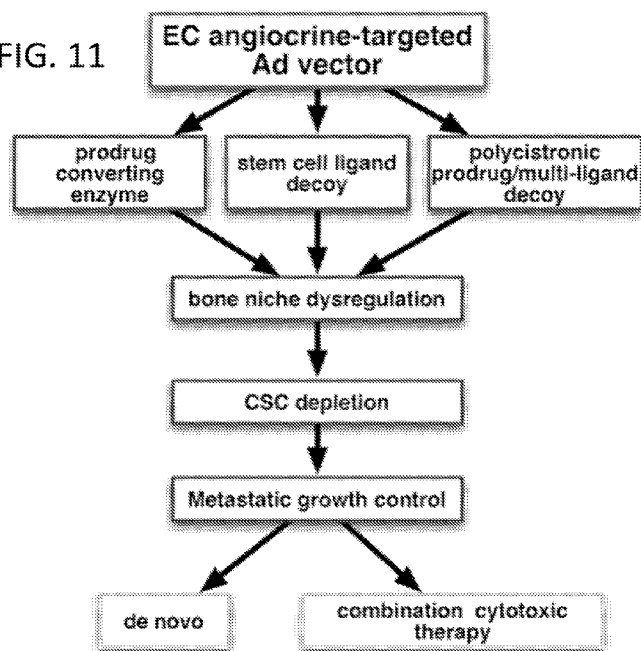 FIG. 11
EC angiocrine-targeted
Ad vector
prodrug
converting
enzyme
stem cell ligand
decoy
polycistronic
prodrug/multi-ligand
decoy
bone niche dysregulation
CSC depletion
Metastatic growth control
de novo
combination cytotoxic
therapy